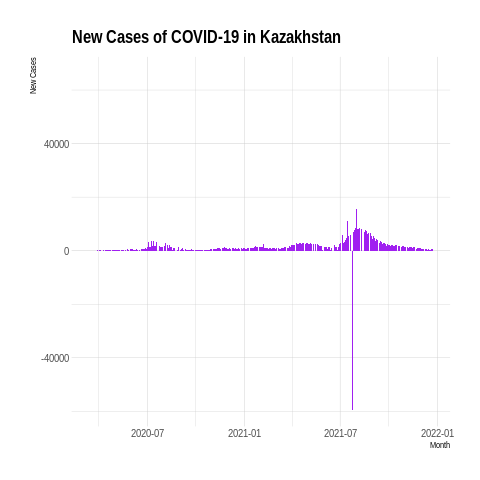 New Cases of COVID-19 in Kazakhstan
New Cases
40000
0
-40000
2020-07
2021-01
2021-07
2022-01
Month